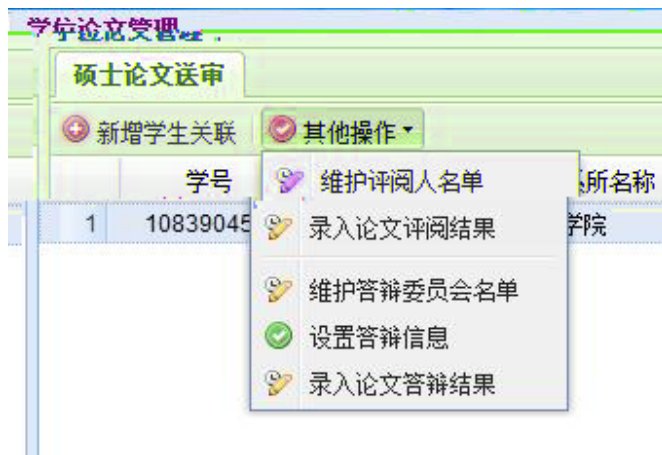 学位论文管理
硕士论文送审
新增学生关联 其他操作
学号 所名称
1 10839045 学院
维护评阅人名单
录入论文评阅结果
维护答辩委员会名单
设置答辩信息
录入论文答辩结果